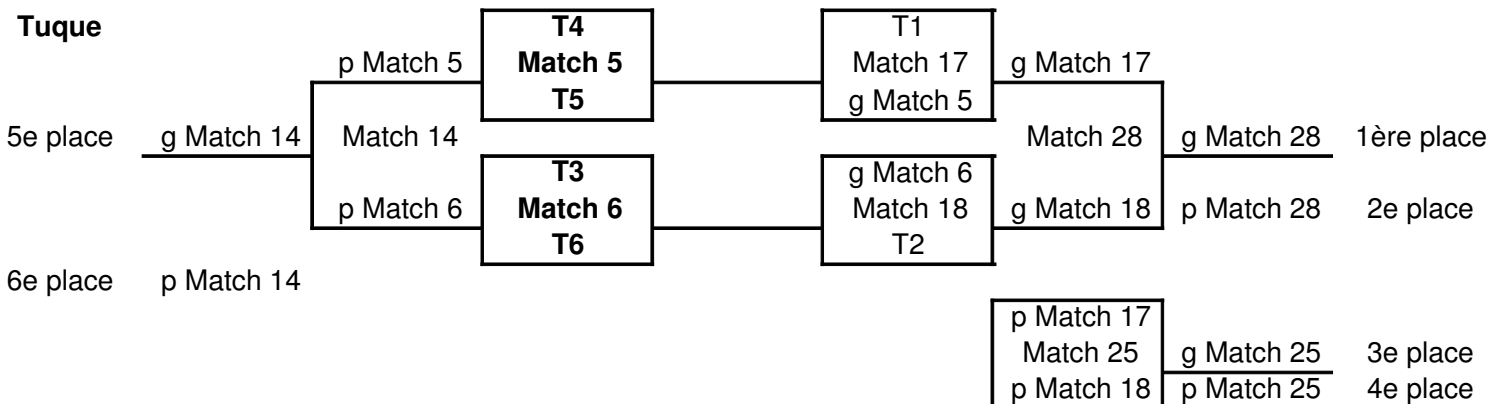 Tuque T4 T1
p Match 5 Match 5 Match 17 g Match 17
T5 g Match 5
5e place g Match 14 Match 14 Match 28 g Match 28 1ère place
T3 g Match 6
p Match 6 Match 6 Match 18 g Match 18 p Match 28 2e place
T6 T2
6e place p Match 14
p Match 17
Match 25 g Match 25 3e place
p Match 18 p Match 25 4e place